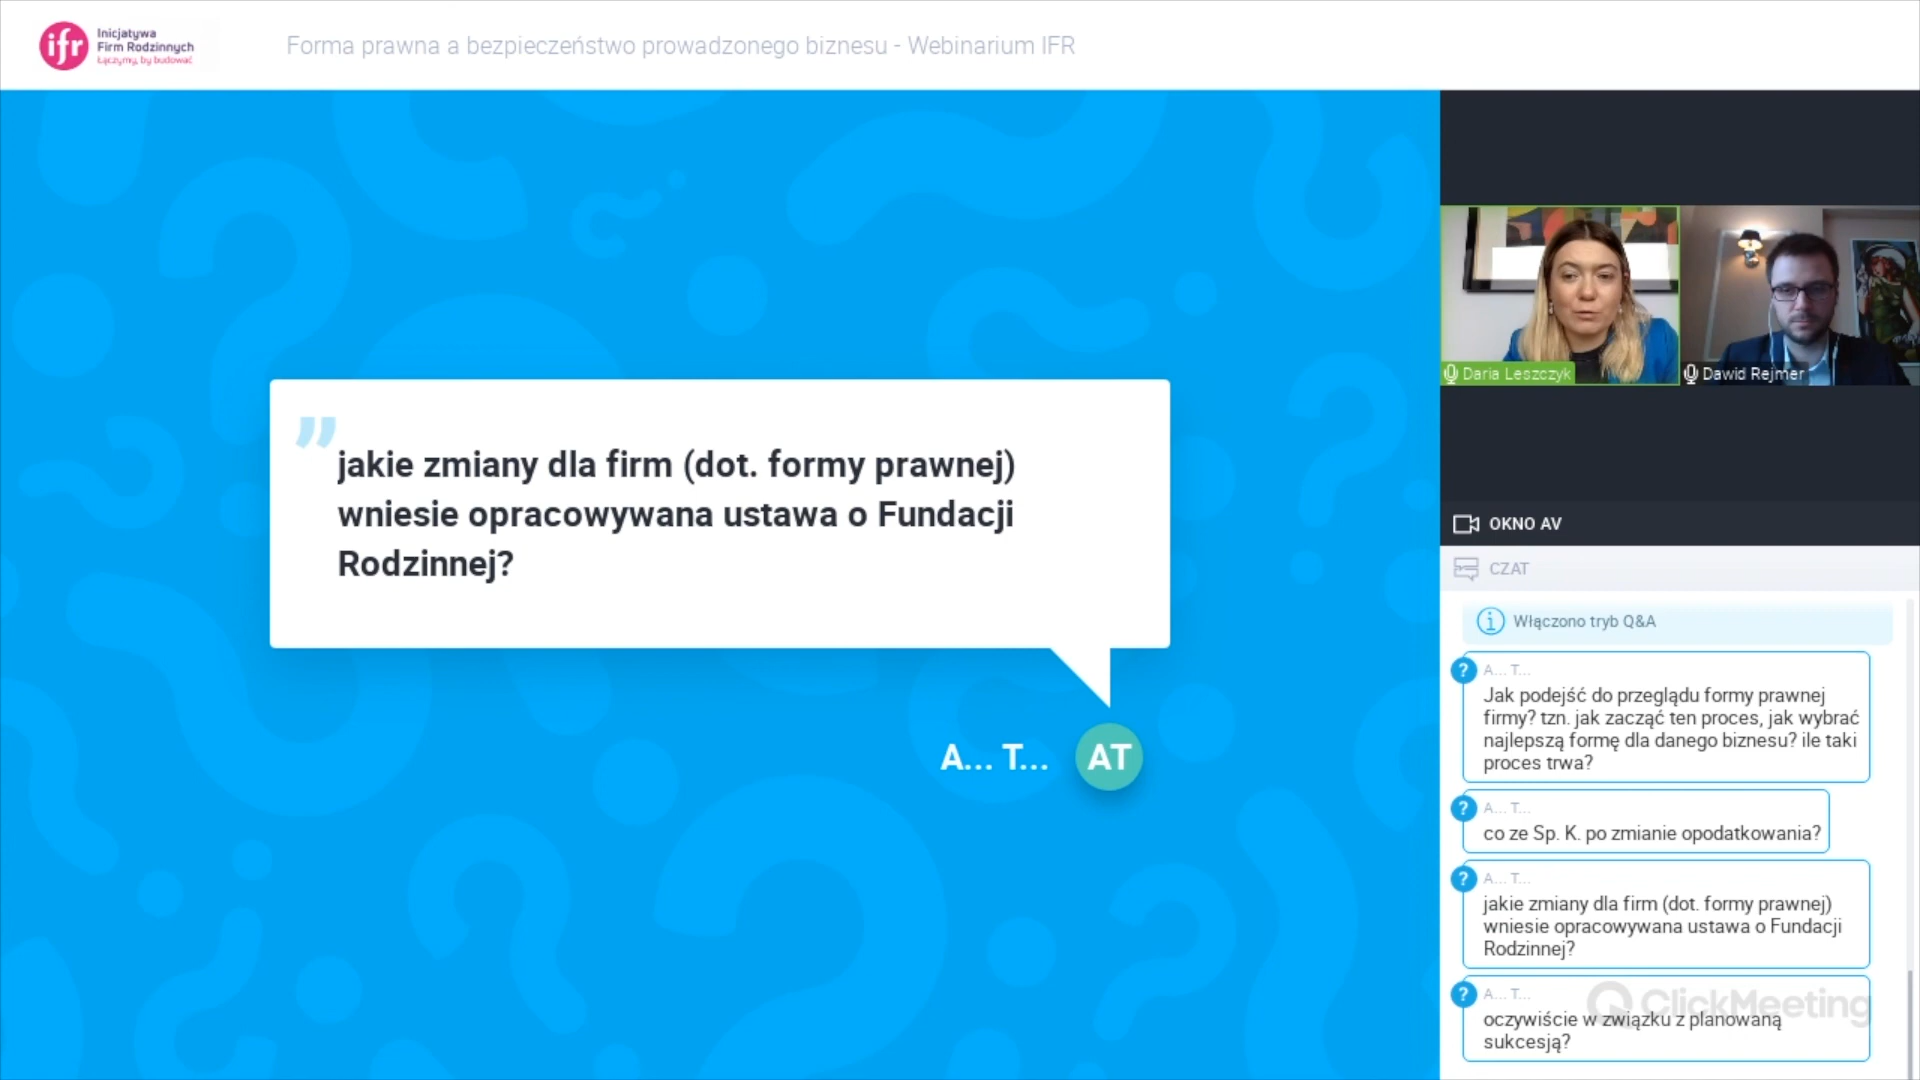 ifr
Inicjatywa
Firm Rodzinnych
Łączymy, by budować
Forma prawna a bezpieczeństwo prowadzonego biznesu - Webinarium IFR
”
jakie zmiany dla firm (dot. formy prawnej)
wniesie opracowywana ustawa o Fundacji
Rodzinnej?
A... T...
AT
Daria Leszczyk
Dawid Rejmer
OKNO AV
CZAT
Włączono tryb Q&A
?
A... T...
Jak podejść do przeglądu formy prawnej
firmy? tzn. jak zacząć ten proces, jak wybrać
najlepszą formę dla danego biznesu? ile taki
proces trwa?
?
A... T...
co ze Sp. K. po zmianie opodatkowania?
?
A... T...
jakie zmiany dla firm (dot. formy prawnej)
wniesie opracowywana ustawa o Fundacji
Rodzinnej?
?
A... T...
oczywiście w związku z planowaną
sukcesją?
ClickMeeting